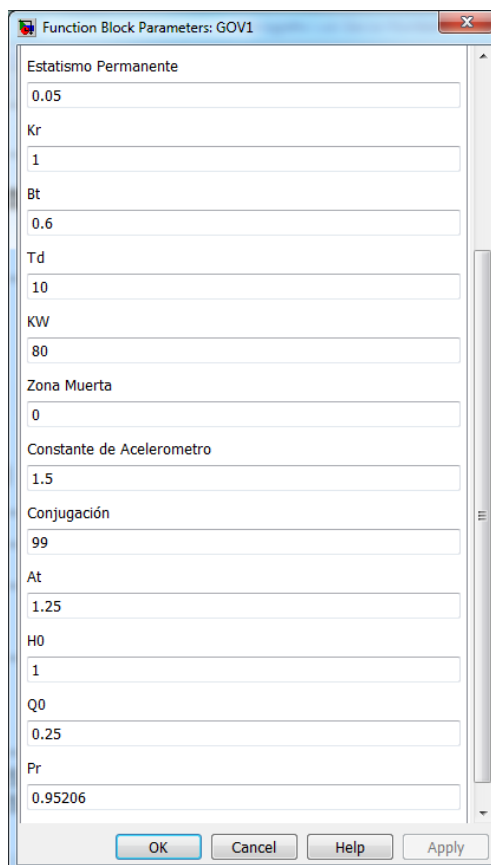 Function Block Parameters: GOV1
Estatismo Permanente
0.05
Kr
1
Bt
0.6
Td
10
KW
80
Zona Muerta
0
Constante de Acelerometro
1.5
Conjugación
99
At
1.25
H0
1
Q0
0.25
Pr
0.95206
OK Cancel Help Apply